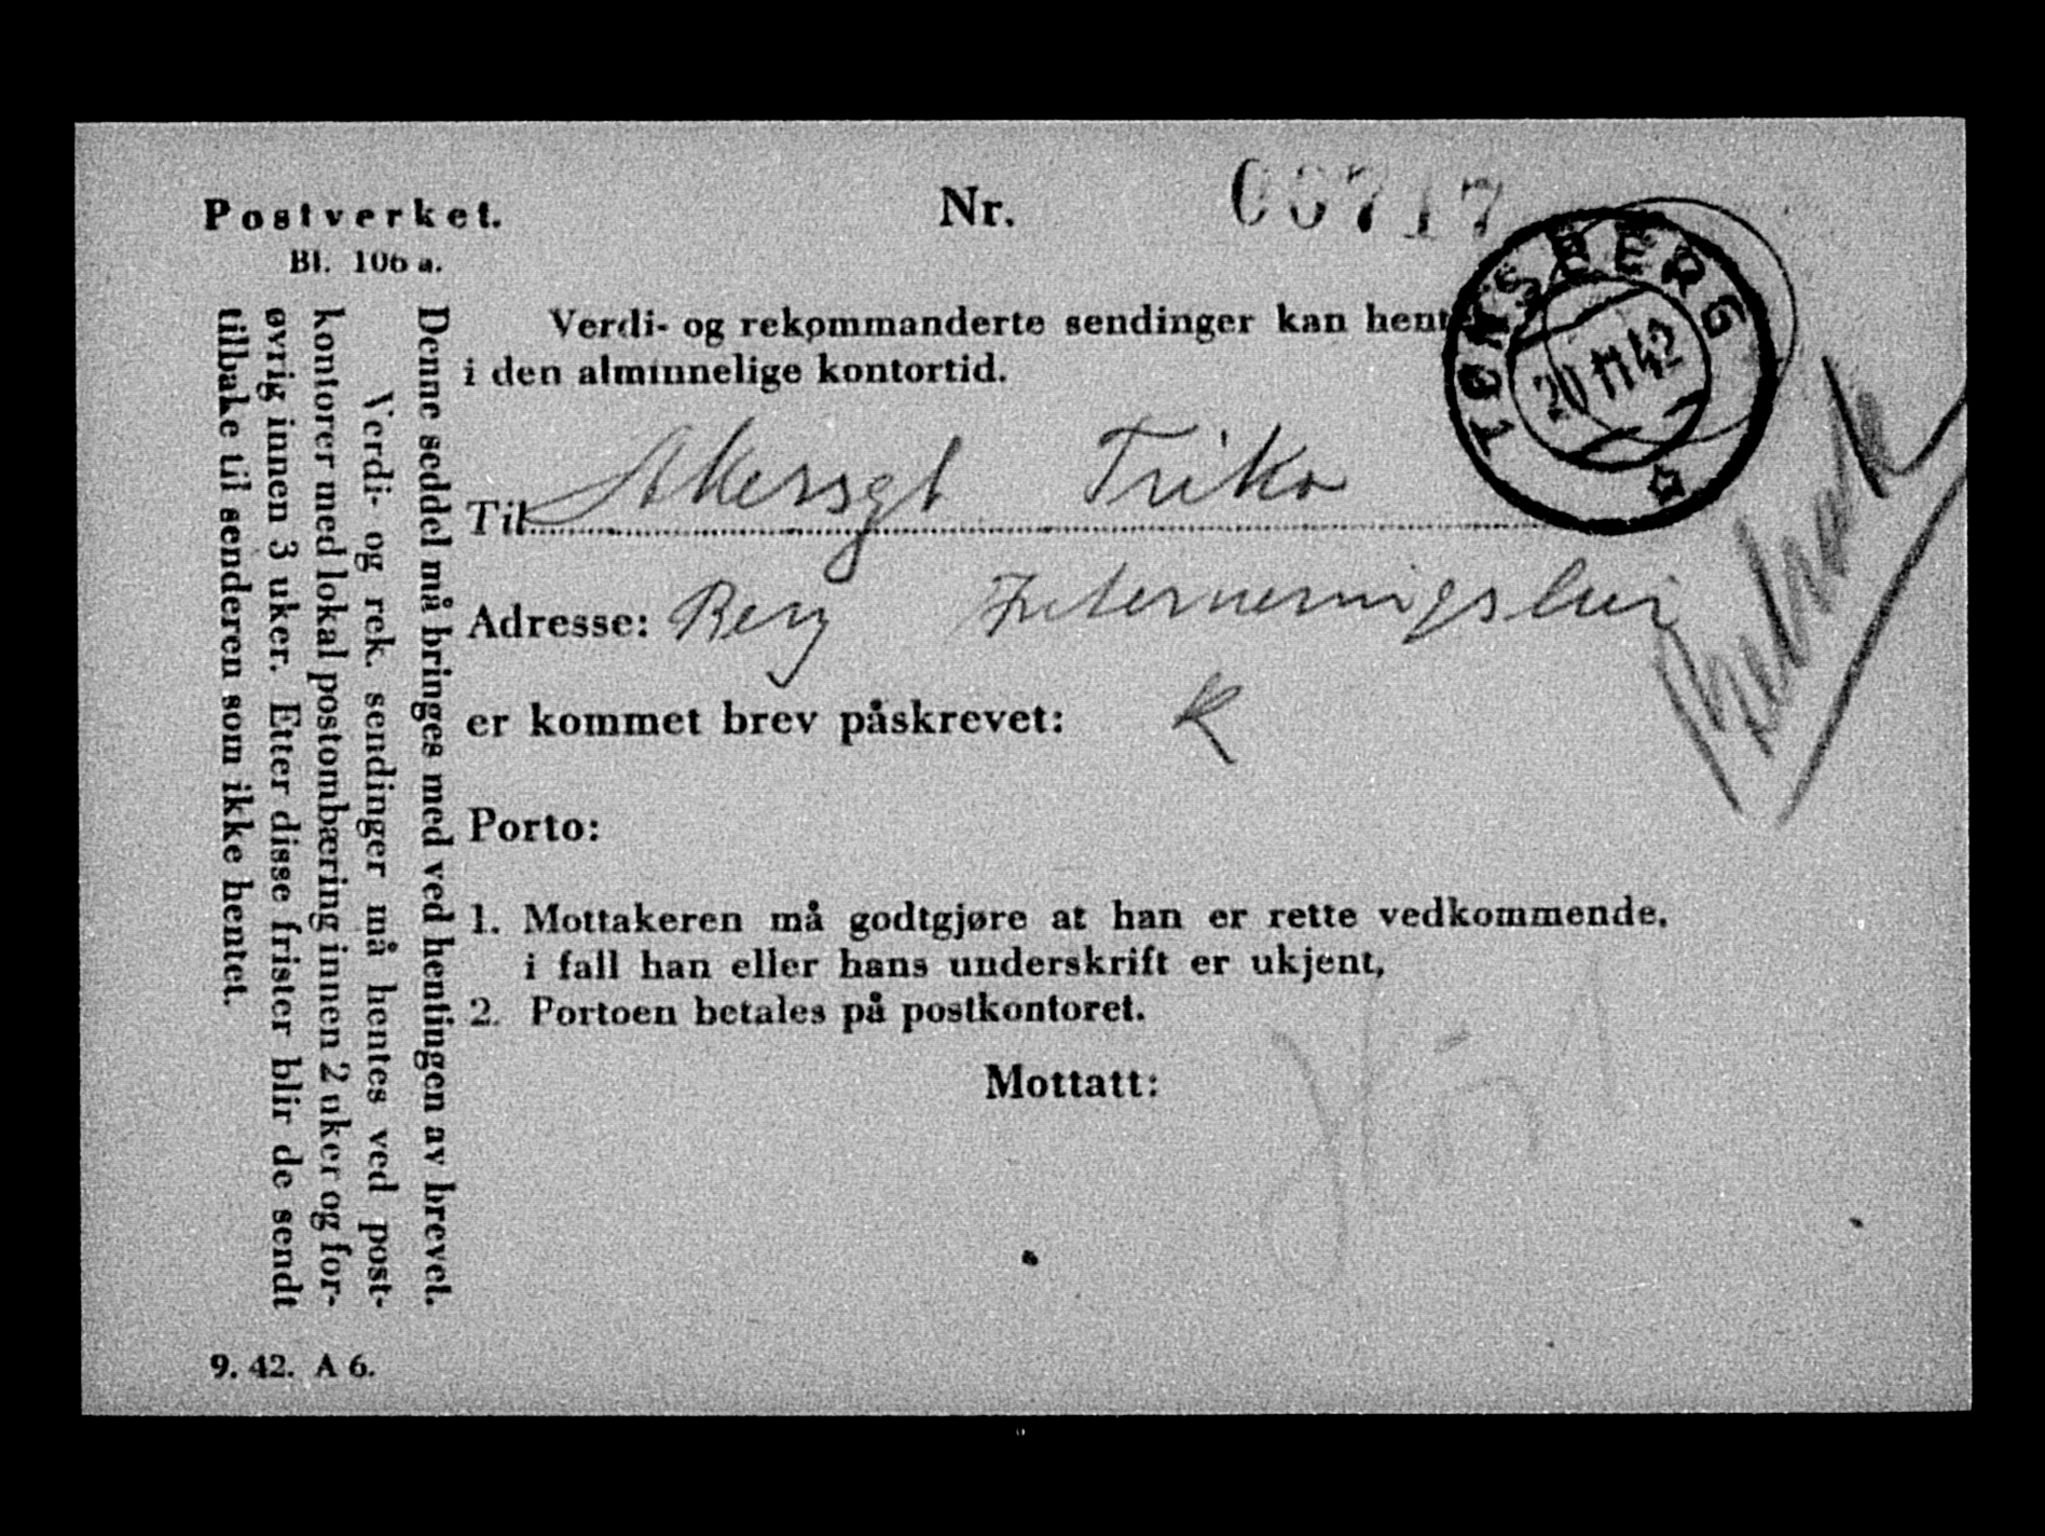 Postverket.
Bl. 106 a.
Nr. 00717
TØNSBERG
20 11 42
Verdi- og rekommanderte sendinger kan hent
i den alminnelige kontortid.
Til Akersgt Triko
Adresse: Berg Interneringsleir
er kommet brev påskrevet: R
Porto:
1. Mottakeren må godtgjøre at han er rette vedkommende,
i fall han eller hans underskrift er ukjent,
2. Portoen betales på postkontoret.
Mottatt:
Denne seddel må bringes med ved hentingen av brevet.
Verdi- og rek. sendinger må hentes ved post-
kontorer med lokal postombæring innen 2 uker og for-
øvrig innen 3 uker. Etter disse frister blir de sendt
tilbake til senderen som ikke hentet.
9. 42. A 6.